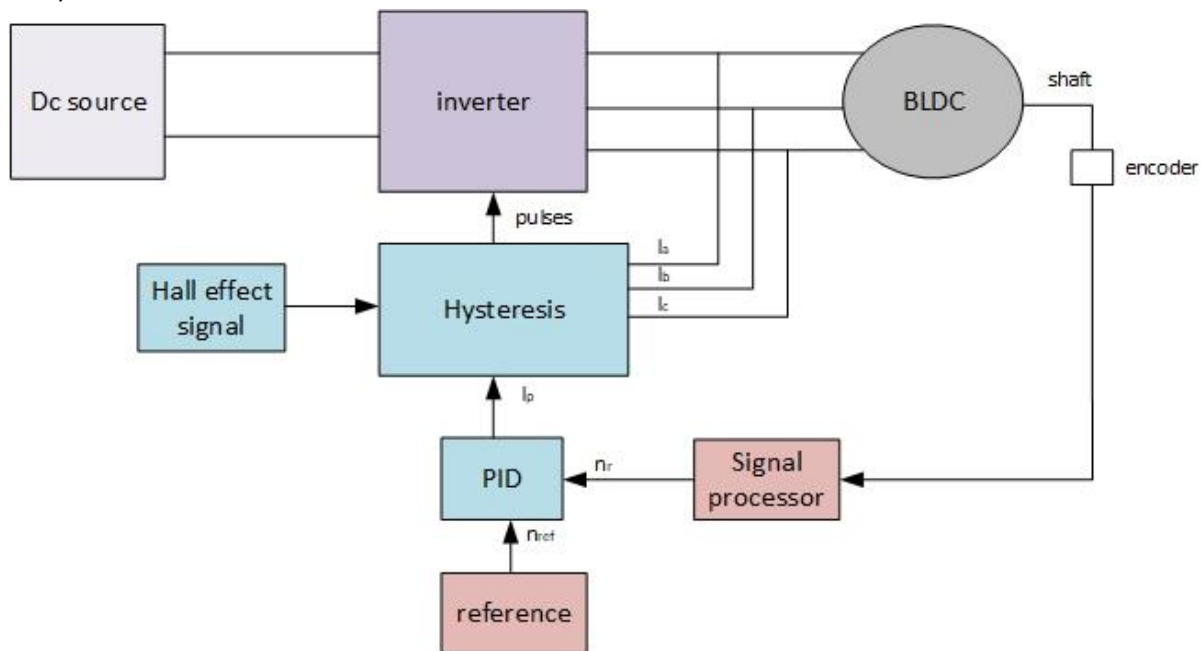 Dc source
inverter
BLDC
shaft
encoder
pulses
Hall effect
signal
Hysteresis
Ia
Ib
Ic
Ip
PID
nr
Signal
processor
nref
reference